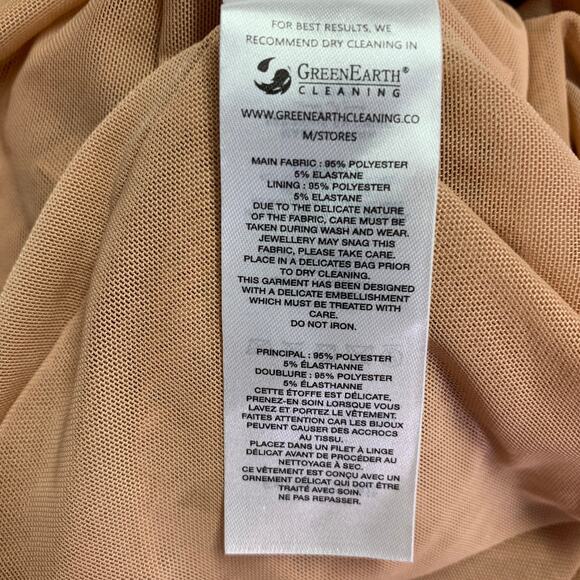 FOR BEST RESULTS, WE
RECOMMEND DRY CLEANING IN
GREENEARTH®
CLEANING
WWW.GREENEARTHCLEANING.CO
M/STORES
MAIN FABRIC : 95% POLYESTER
5% ELASTANE
LINING : 95% POLYESTER
5% ELASTANE
DUE TO THE DELICATE NATURE
OF THE FABRIC, CARE MUST BE
TAKEN DURING WASH AND WEAR.
JEWELLERY MAY SNAG THIS
FABRIC, PLEASE TAKE CARE.
PLACE IN A DELICATES BAG PRIOR
TO DRY CLEANING.
THIS GARMENT HAS BEEN DESIGNED
WITH A DELICATE EMBELLISHMENT
WHICH MUST BE TREATED WITH
CARE.
DO NOT IRON.
PRINCIPAL : 95% POLYESTER
5% ÉLASTHANNE
DOUBLURE : 95% POLYESTER
5% ÉLASTHANNE
CETTE ÉTOFFE EST DÉLICATE,
PRENEZ-EN SOIN LORSQUE VOUS
LAVEZ ET PORTEZ LE VÊTEMENT.
FAITES ATTENTION CAR LES BIJOUX
PEUVENT CAUSER DES ACCROCS
AU TISSU.
PLACEZ DANS UN FILET À LINGE
DÉLICAT AVANT DE PROCÉDER AU
NETTOYAGE À SEC.
CE VÊTEMENT EST CONÇU AVEC UN
ORNEMENT DÉLICAT QUI DOIT ÊTRE
TRAITÉ AVEC SOIN.
NE PAS REPASSER.